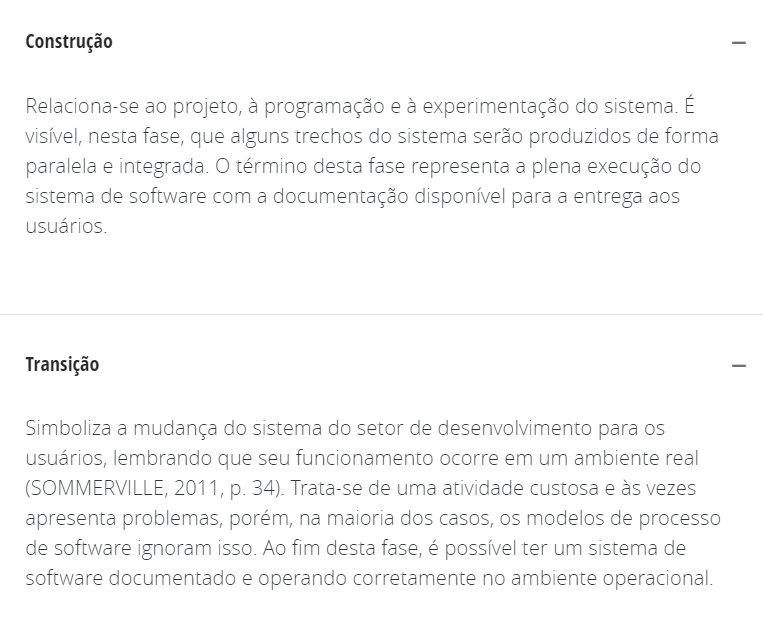 Construção
Relaciona-se ao projeto, à programação e à experimentação do sistema. É
visível, nesta fase, que alguns trechos do sistema serão produzidos de forma
paralela e integrada. O término desta fase representa a plena execução do
sistema de software com a documentação disponível para a entrega aos
usuários.
Transição
Simboliza a mudança do sistema do setor de desenvolvimento para os
usuários, lembrando que seu funcionamento ocorre em um ambiente real
(SOMMERVILLE, 2011, p. 34). Trata-se de uma atividade custosa e às vezes
apresenta problemas, porém, na maioria dos casos, os modelos de processo
de software ignoram isso. Ao fim desta fase, é possível ter um sistema de
software documentado e operando corretamente no ambiente operacional.